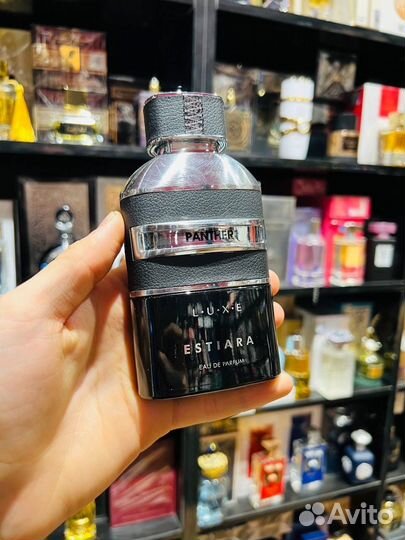 PANTHER
L·U·X·E
ESTIARA
EAU DE PARFUM
Avito